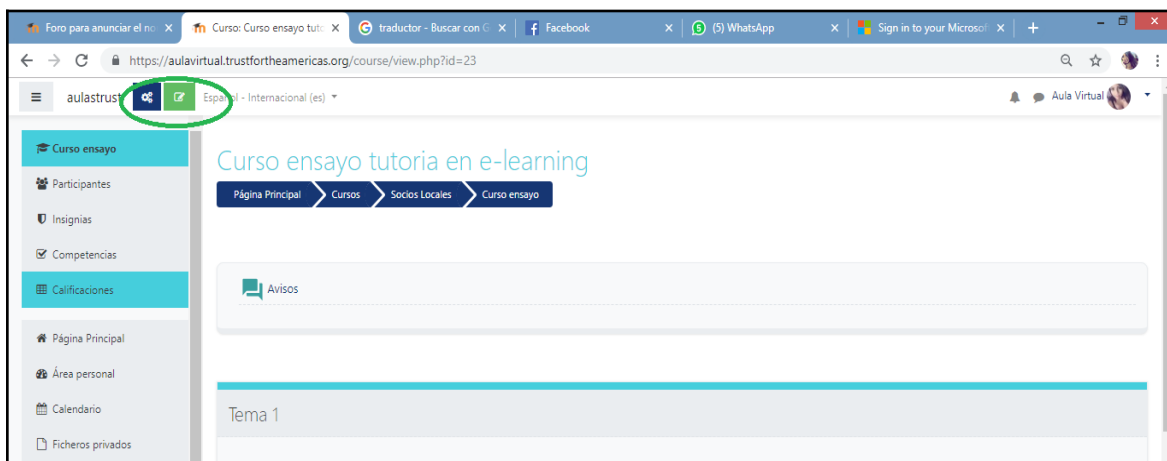 Foro para anunciar el no
Curso: Curso ensayo tuto
traductor - Buscar con G
Facebook
(5) WhatsApp
Sign in to your Microsof
https://aulavirtual.trustfortheamericas.org/course/view.php?id=23
aulastrust
Español - Internacional (es)
Aula Virtual
Curso ensayo
Participantes
Insignias
Competencias
Calificaciones
Página Principal
Área personal
Calendario
Ficheros privados
Curso ensayo tutoria en e-learning
Página Principal Cursos Socios Locales Curso ensayo
Avisos
Tema 1